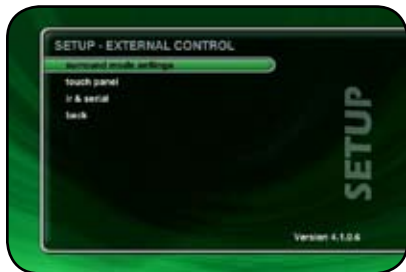 SETUP - EXTERNAL CONTROL
surround mode settings
touch panel
ir & serial
back
SETUP
Version 4.1.0.6